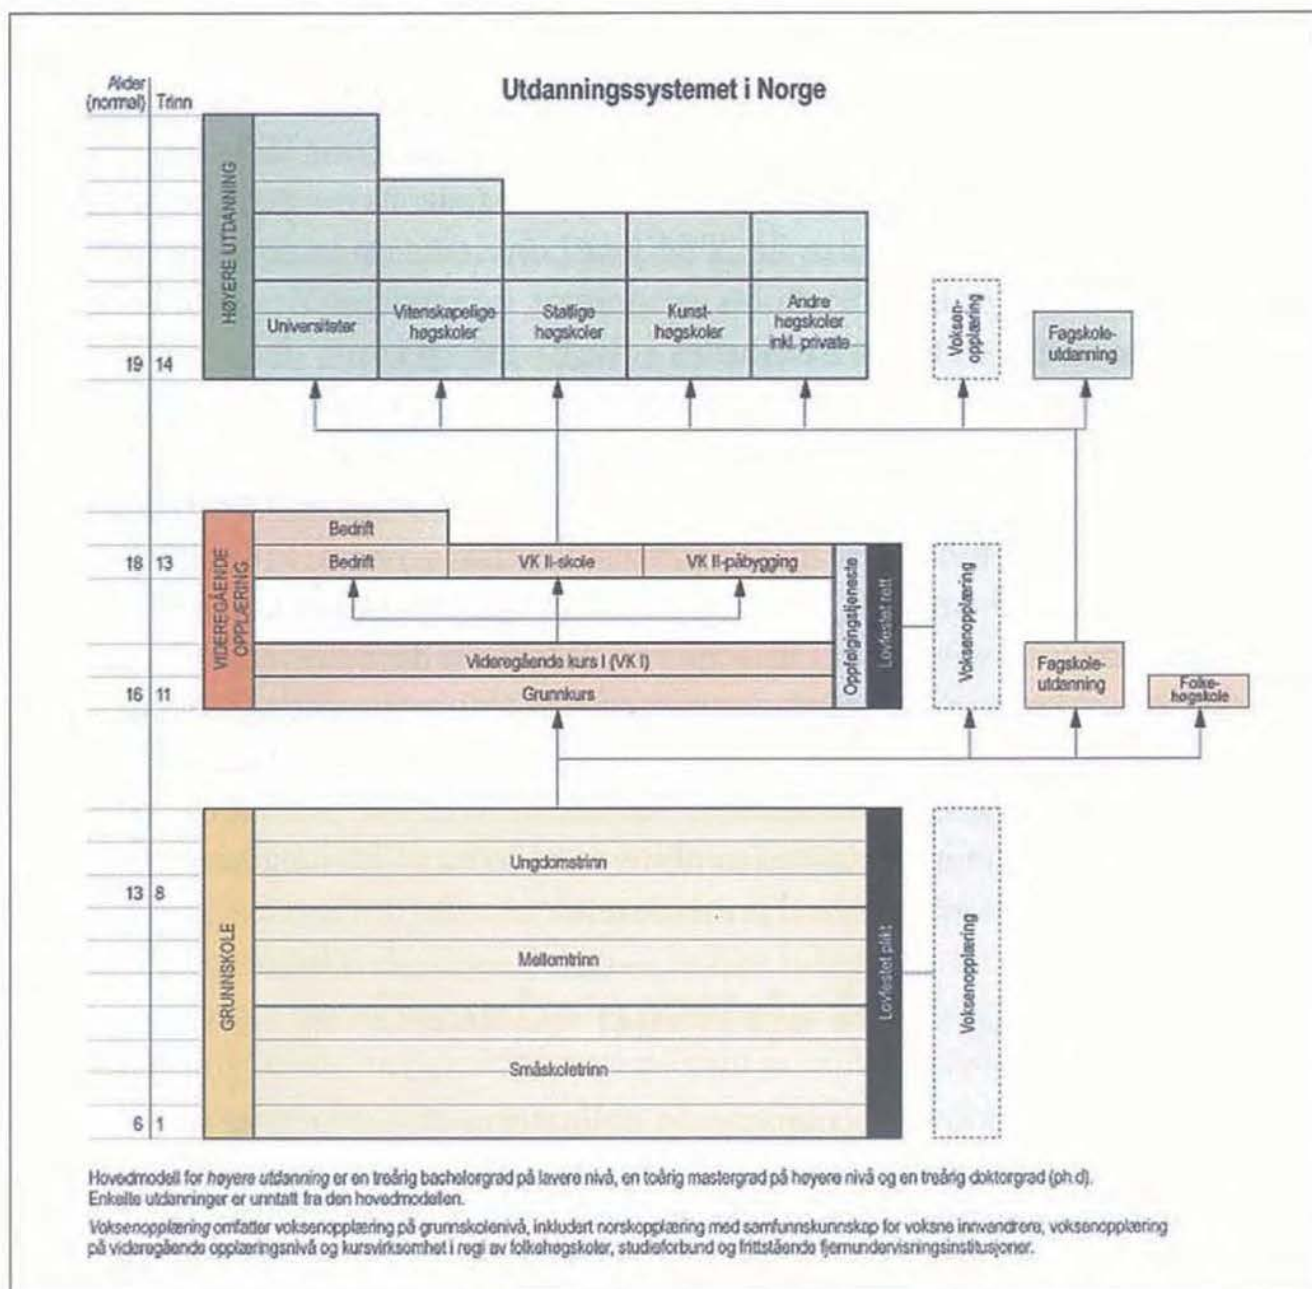 Utdanningssystemet i Norge
Alder
(normal) Trinn
HØYERE UTDANNING
Universiteter
Vitenskapelige
høgskoler
Statlige
høgskoler
Kunst-
høgskoler
Andre
høgskoler
inkl. private
Voksen-
opplæring
Fagskole-
utdanning
19 14
VIDEREGÅENDE
OPPLÆRING
Bedrift
Bedrift
VK II-skole
VK II-påbygging
18 13
Videregående kurs I (VK I)
Grunnkurs
16 11
Oppfølgingstjeneste
Lovfestet rett
Voksenopplæring
Fagskole-
utdanning
Folke-
høgskole
GRUNNSKOLE
Ungdomstrinn
13 8
Mellomtrinn
Småskoletrinn
6 1
Lovfestet plikt
Voksenopplæring
Hovedmodell for høyere utdanning er en treårig bachelorgrad på lavere nivå, en toårig mastergrad på høyere nivå og en treårig doktorgrad (ph.d).
Enkelte utdanninger er unntatt fra den hovedmodellen.
Voksenopplæring omfatter voksenopplæring på grunnskolenivå, inkludert norskopplæring med samfunnskunnskap for voksne innvandrere, voksenopplæring
på videregående opplæringsnivå og kursvirksomhet i regi av folkehøgskoler, studieforbund og frittstående fjernundervisningsinstitusjoner.